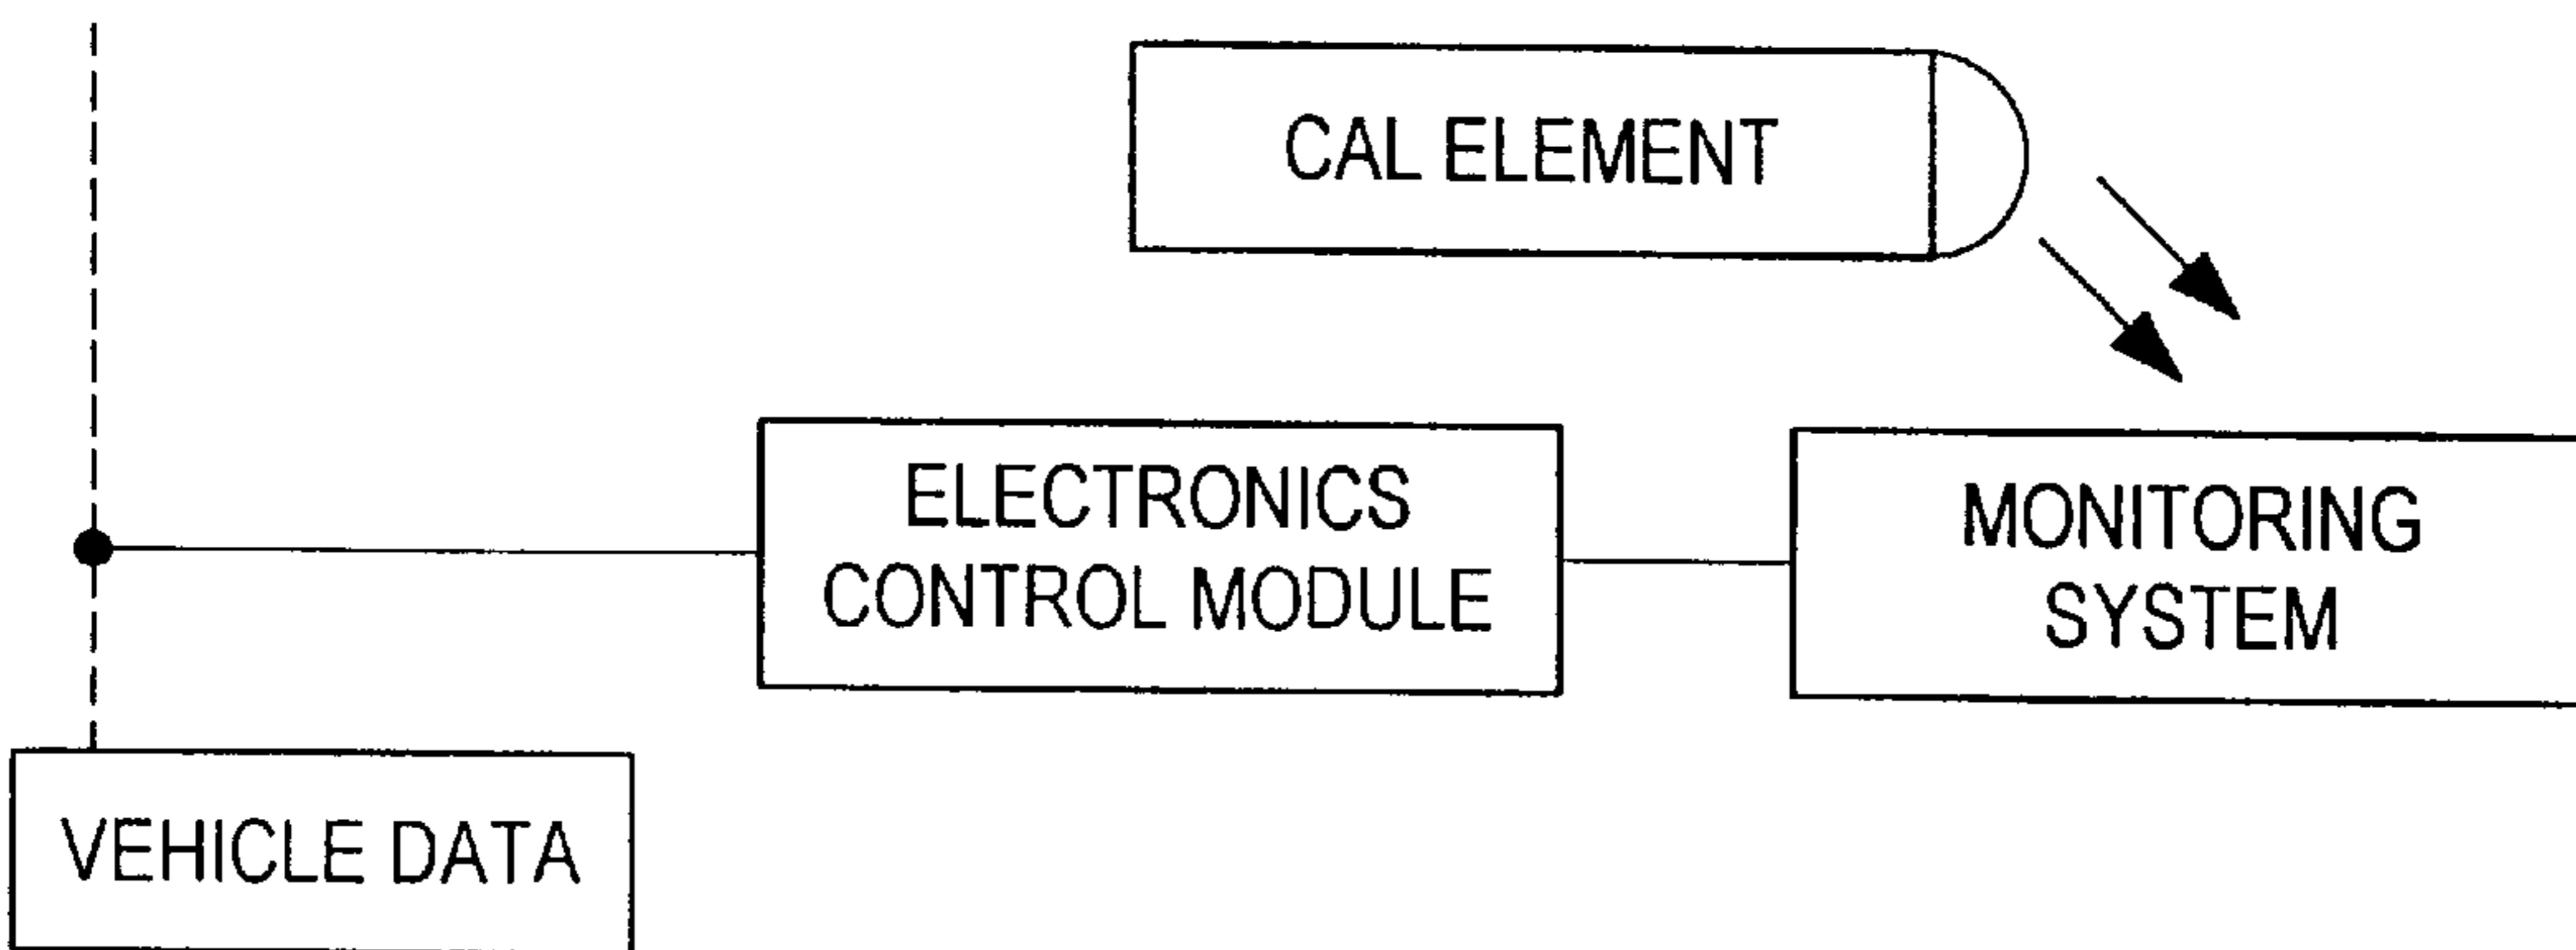 CAL ELEMENT
ELECTRONICS
CONTROL MODULE
MONITORING
SYSTEM
VEHICLE DATA